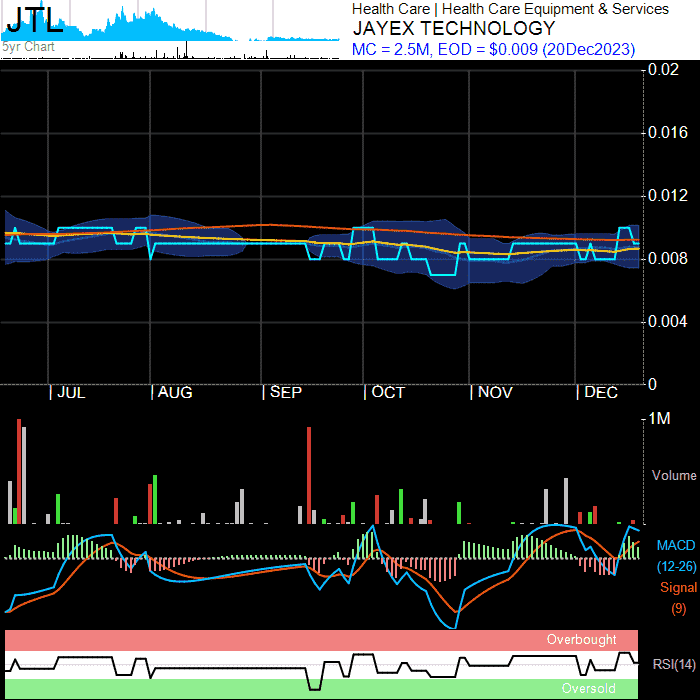 JTL
5yr Chart
Health Care | Health Care Equipment & Services
JAYEX TECHNOLOGY
MC = 2.5M, EOD = $0.009 (20Dec2023)
0.02
0.016
0.012
0.008
0.004
0
| JUL | AUG | SEP | OCT | NOV | DEC
1M
Volume
MACD
(12-26)
Signal
(9)
Overbought
RSI(14)
Oversold